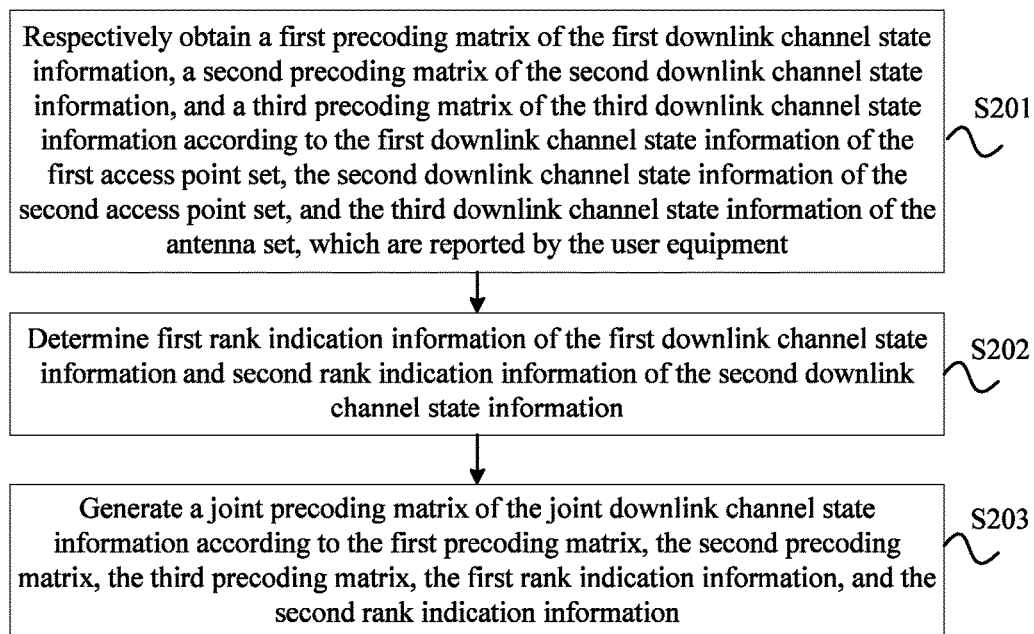 Respectively obtain a first precoding matrix of the first downlink channel state
information, a second precoding matrix of the second downlink channel state
information, and a third precoding matrix of the third downlink channel state
information according to the first downlink channel state information of the
first access point set, the second downlink channel state information of the
second access point set, and the third downlink channel state information of the
antenna set, which are reported by the user equipment
S201
Determine first rank indication information of the first downlink channel state
information and second rank indication information of the second downlink
channel state information
S202
Generate a joint precoding matrix of the joint downlink channel state
information according to the first precoding matrix, the second precoding
matrix, the third precoding matrix, the first rank indication information, and the
second rank indication information
S203